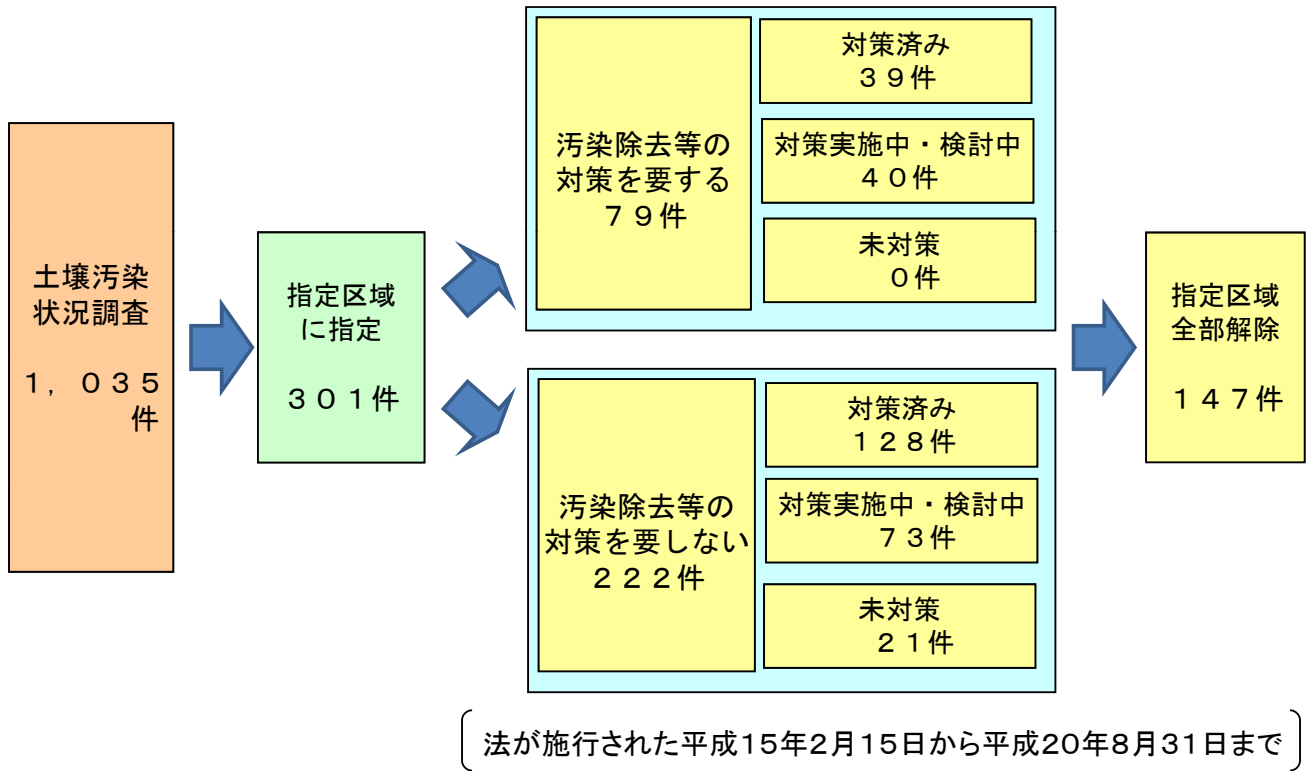 土壌汚染
状況調査
１，０３５
件
指定区域
に指定
３０１件
汚染除去等の
対策を要する
７９件
対策済み
３９件
対策実施中・検討中
４０件
未対策
０件
汚染除去等の
対策を要しない
２２２件
対策済み
１２８件
対策実施中・検討中
７３件
未対策
２１件
指定区域
全部解除
１４７件
法が施行された平成15年2月15日から平成20年8月31日まで